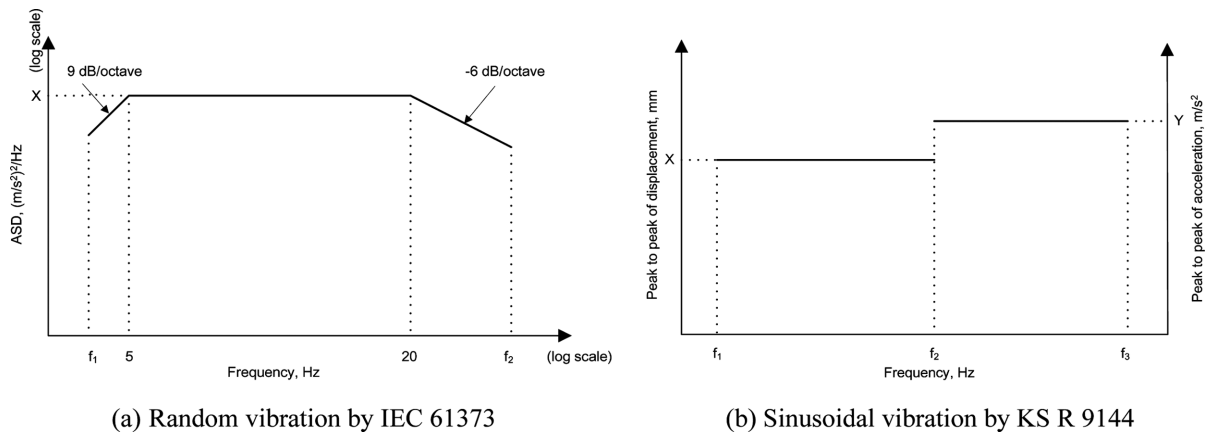 (log scale)
9 dB/octave
-6 dB/octave
X
ASD, (m/s²)²/Hz
f₁
5
20
f₂
(log scale)
Frequency, Hz
(a) Random vibration by IEC 61373
Peak to peak of displacement, mm
X
Y
Peak to peak of acceleration, m/s²
f₁
f₂
f₃
Frequency, Hz
(b) Sinusoidal vibration by KS R 9144